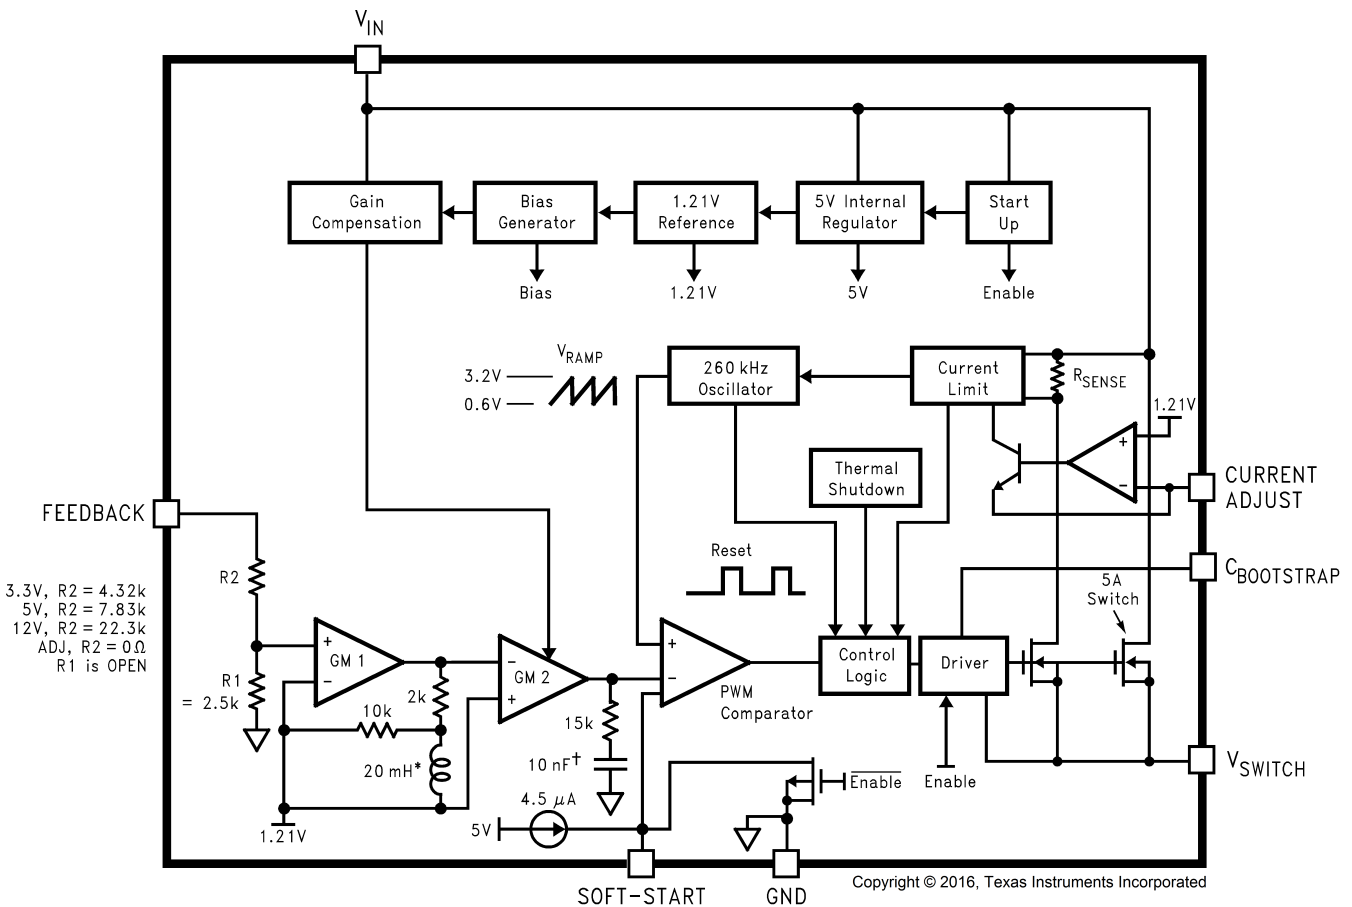 VIN
Gain
Compensation
Bias
Generator
1.21V
Reference
5V Internal
Regulator
Start
Up
Bias
1.21V
5V
Enable
VRAMP
3.2V
0.6V
260 kHz
Oscillator
Current
Limit
RSENSE
1.21V
+
−
Thermal
Shutdown
CURRENT
ADJUST
FEEDBACK
Reset
CBOOTSTRAP
5A
Switch
R2
3.3V, R2 = 4.32k
5V, R2 = 7.83k
12V, R2 = 22.3k
ADJ, R2 = 0Ω
R1 is OPEN
R1
= 2.5k
+
GM 1
−
−
GM 2
+
+
−
PWM
Comparator
Control
Logic
Driver
2k
10k
20 mH*
15k
10 nF†
1.21V
4.5 μA
5V
Enable
Enable
VSWITCH
SOFT-START
GND
Copyright © 2016, Texas Instruments Incorporated